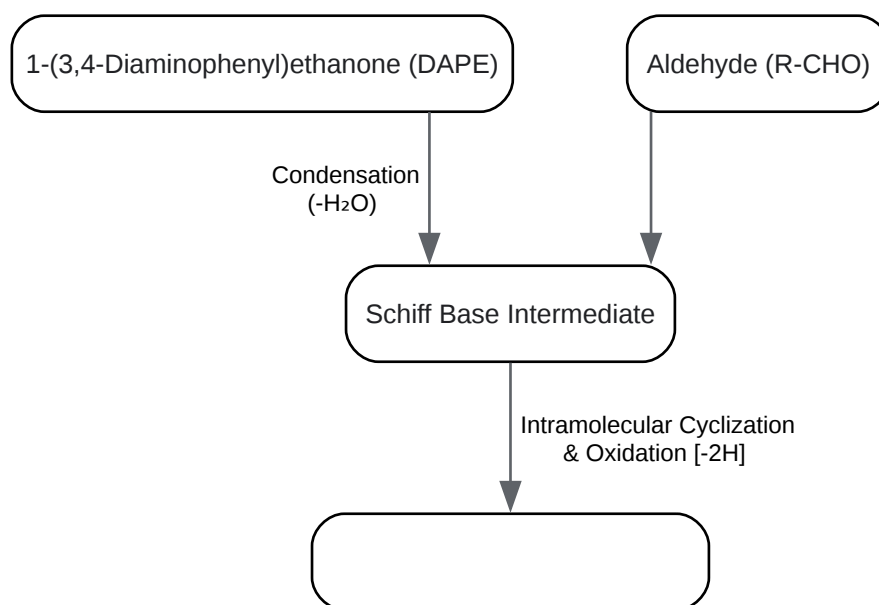 1-(3,4-Diaminophenyl)ethanone (DAPE)
Aldehyde (R-CHO)
Condensation
(-H₂O)
Schiff Base Intermediate
Intramolecular Cyclization
& Oxidation [-2H]